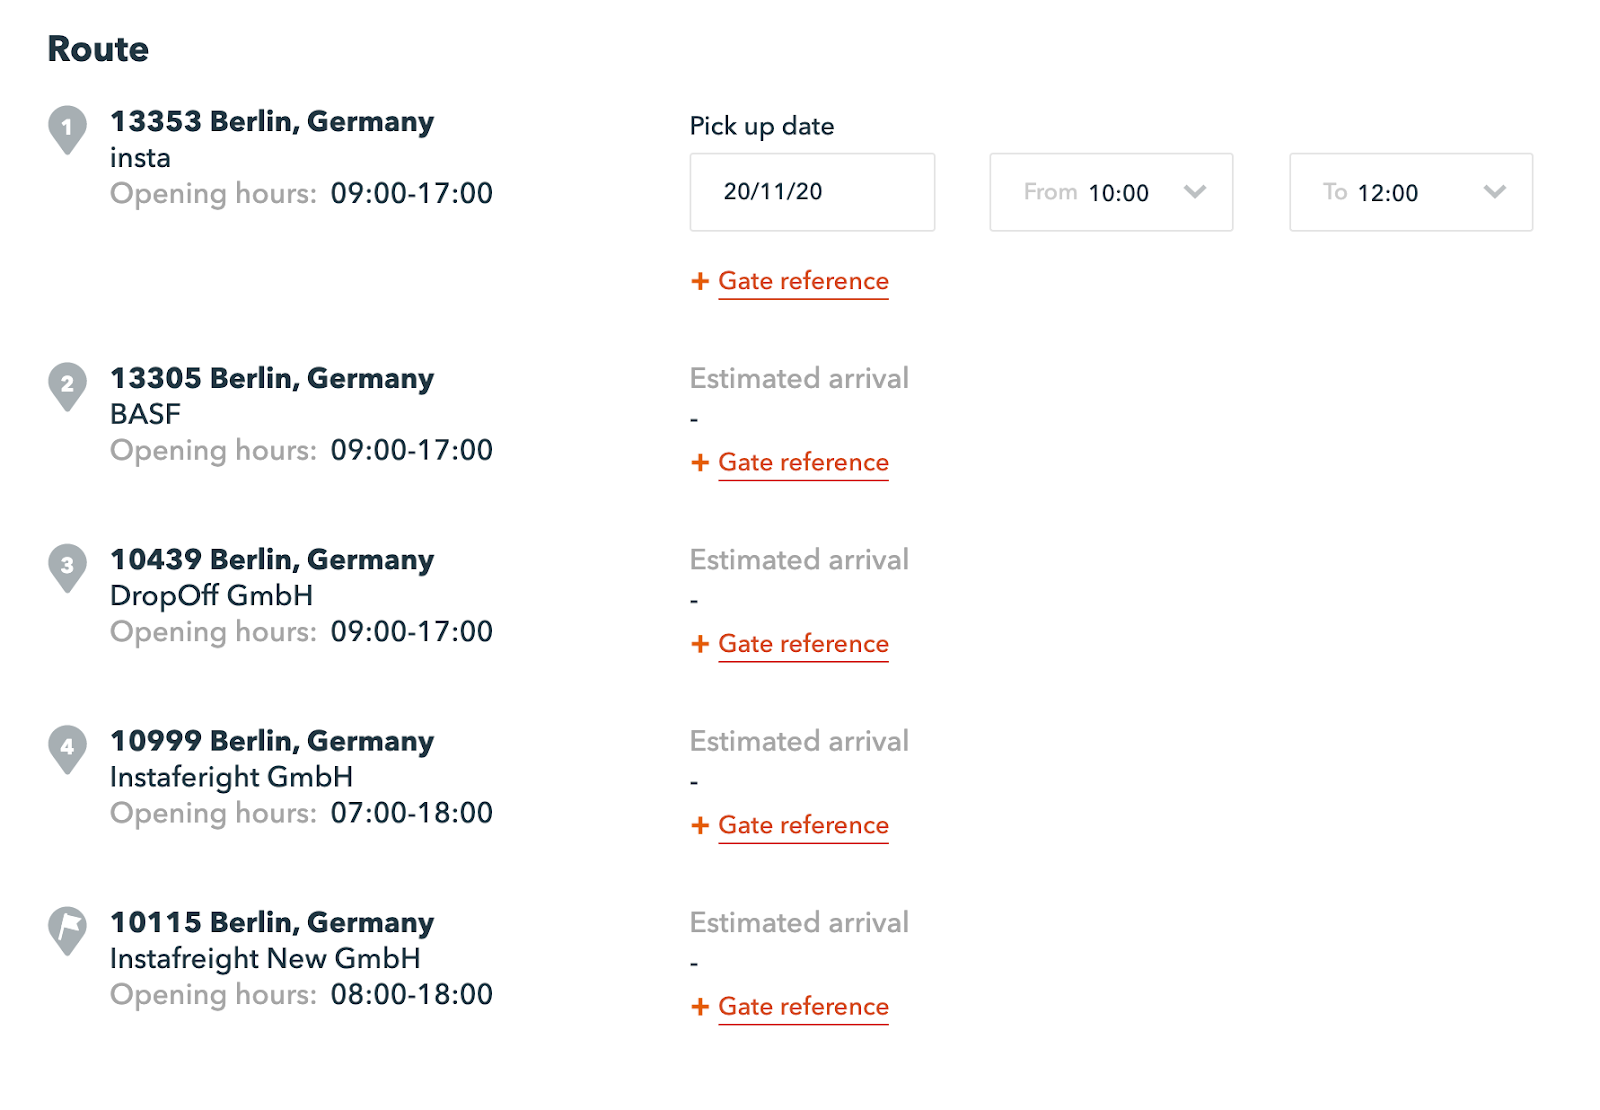 Route
1
13353 Berlin, Germany
insta
Opening hours: 09:00-17:00
Pick up date
20/11/20
From 10:00
To 12:00
+ Gate reference
2
13305 Berlin, Germany
BASF
Opening hours: 09:00-17:00
Estimated arrival
-
+ Gate reference
3
10439 Berlin, Germany
DropOff GmbH
Opening hours: 09:00-17:00
Estimated arrival
-
+ Gate reference
4
10999 Berlin, Germany
Instaferight GmbH
Opening hours: 07:00-18:00
Estimated arrival
-
+ Gate reference
10115 Berlin, Germany
Instafreight New GmbH
Opening hours: 08:00-18:00
Estimated arrival
-
+ Gate reference